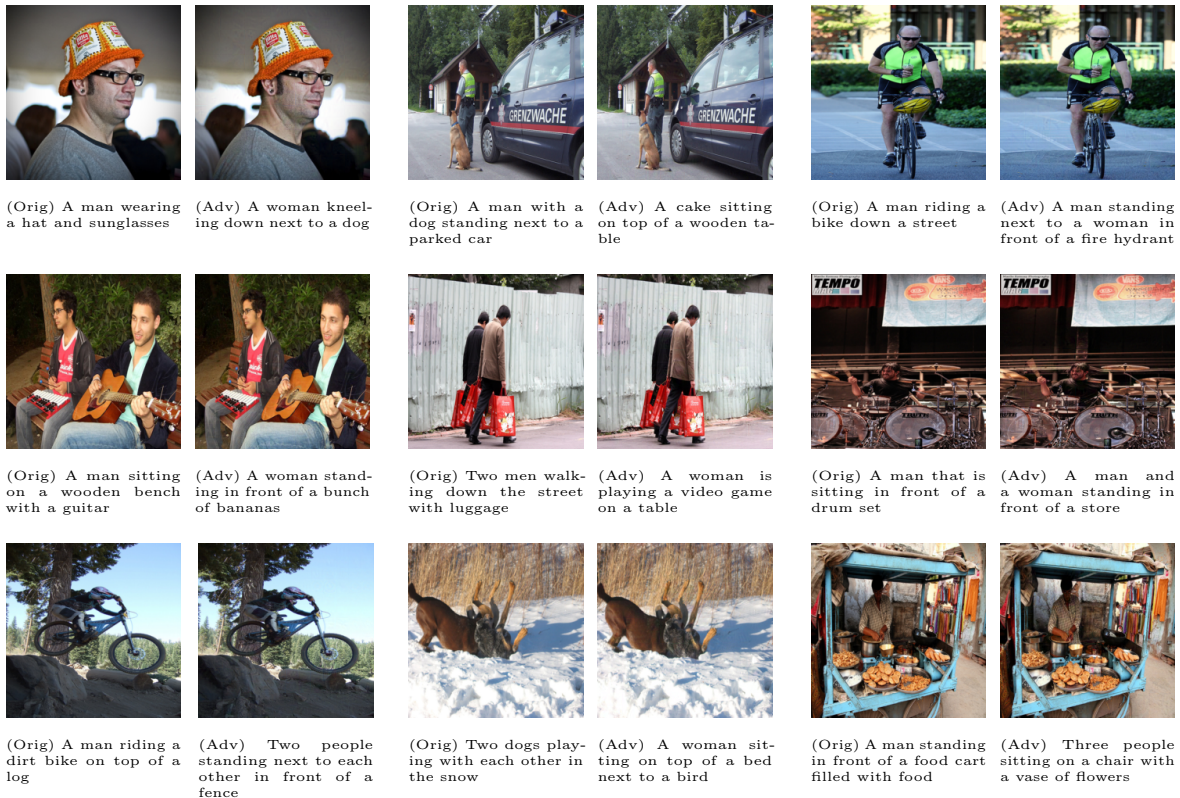 GRENZWACHE
GRENZWACHE
(Orig) A man wearing
a hat and sunglasses
(Adv) A woman kneel-
ing down next to a dog
(Orig) A man with a
dog standing next to a
parked car
(Adv) A cake sitting
on top of a wooden ta-
ble
(Orig) A man riding a
bike down a street
(Adv) A man standing
next to a woman in
front of a fire hydrant
TEMPO
VANS
TEMPO
VANS
(Orig) A man sitting
on a wooden bench
with a guitar
(Adv) A woman stand-
ing in front of a bunch
of bananas
(Orig) Two men walk-
ing down the street
with luggage
(Adv) A woman is
playing a video game
on a table
(Orig) A man that is
sitting in front of a
drum set
(Adv) A man and
a woman standing in
front of a store
(Orig) A man riding a
dirt bike on top of a
log
(Adv) Two people
standing next to each
other in front of a
fence
(Orig) Two dogs play-
ing with each other in
the snow
(Adv) A woman sit-
ting on top of a bed
next to a bird
(Orig) A man standing
in front of a food cart
filled with food
(Adv) Three people
sitting on a chair with
a vase of flowers